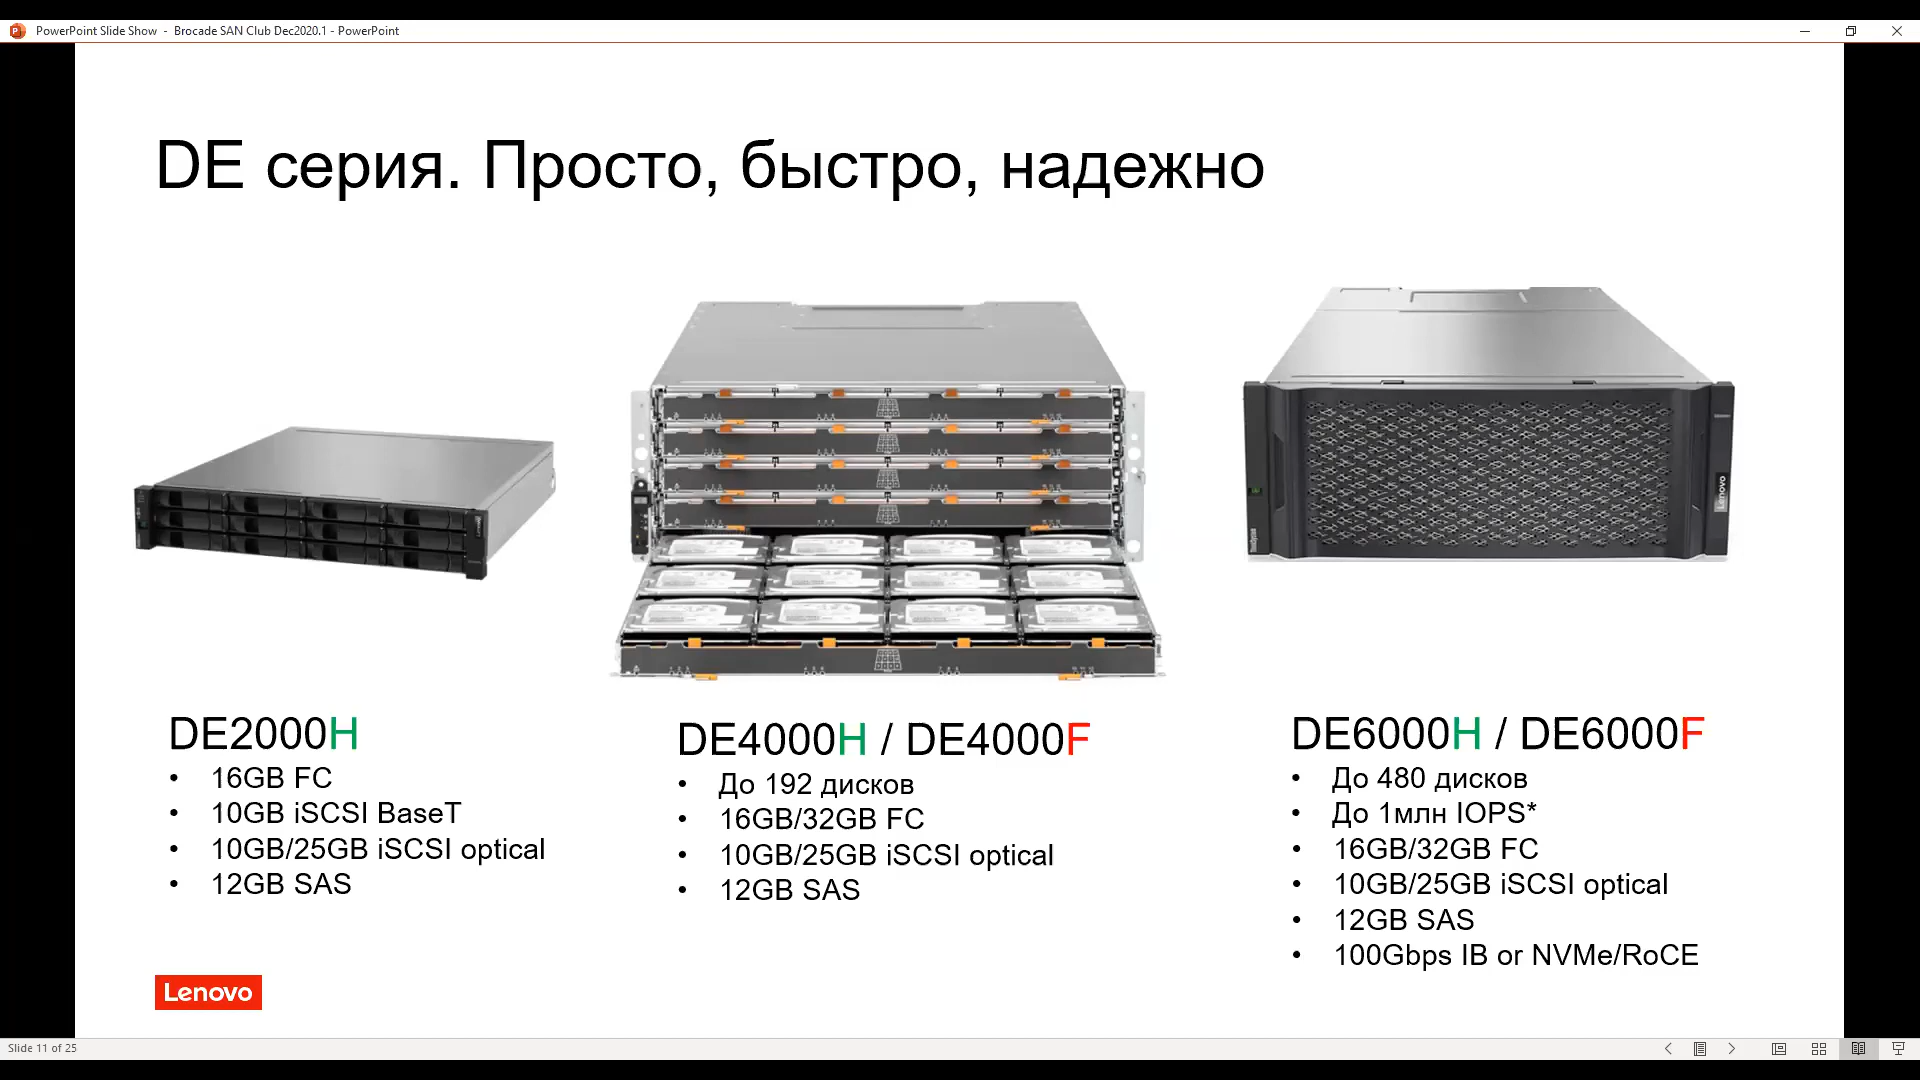 PowerPoint Slide Show - Brocade SAN Club Dec2020.1 - PowerPoint
DE серия. Просто, быстро, надежно
Lenovo
DE2000H
• 16GB FC
• 10GB iSCSI BaseT
• 10GB/25GB iSCSI optical
• 12GB SAS
DE4000H / DE4000F
• До 192 дисков
• 16GB/32GB FC
• 10GB/25GB iSCSI optical
• 12GB SAS
DE6000H / DE6000F
• До 480 дисков
• До 1млн IOPS*
• 16GB/32GB FC
• 10GB/25GB iSCSI optical
• 12GB SAS
• 100Gbps IB or NVMe/RoCE
Lenovo
Slide 11 of 25